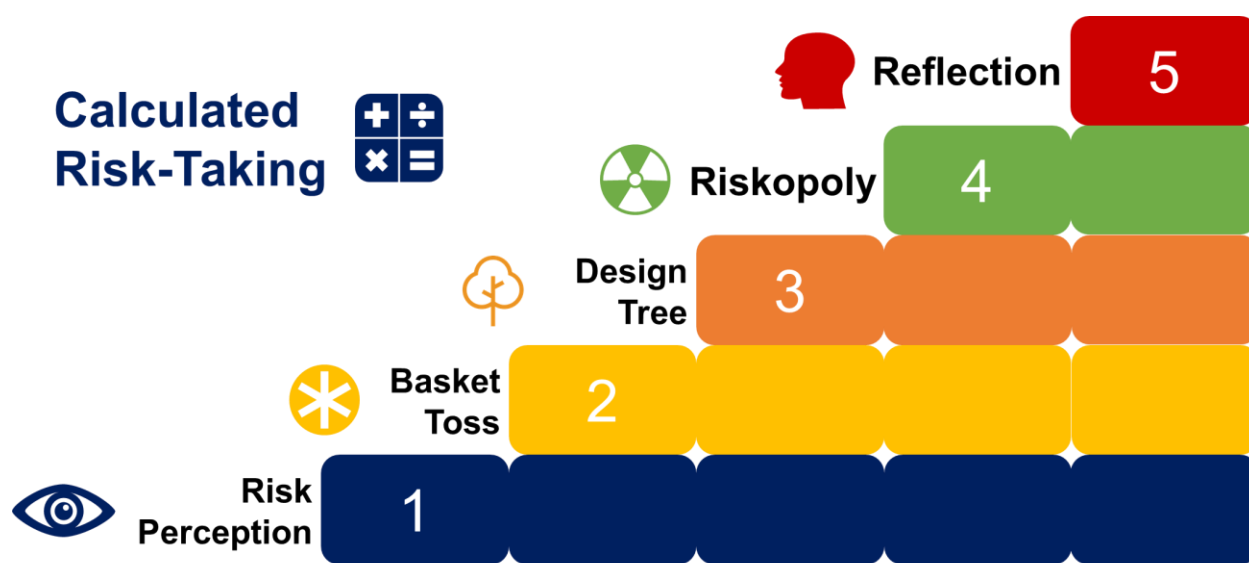 Calculated
Risk-Taking
Reflection
5
Riskopoly
4
Design
Tree
3
Basket
Toss
2
Risk
Perception
1